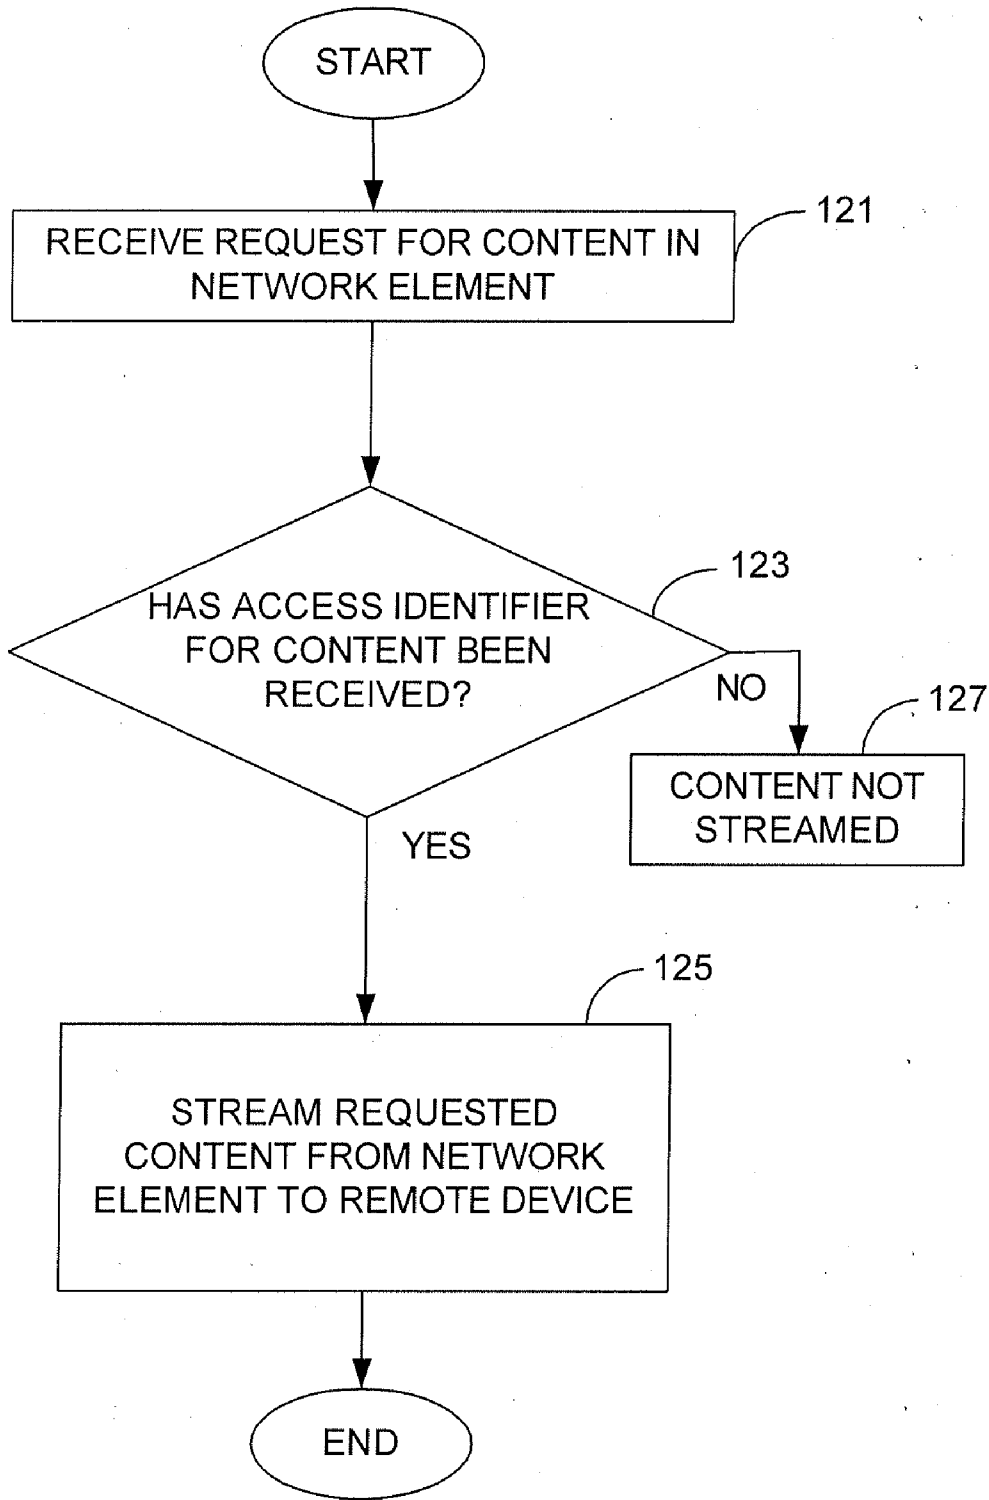 START
121
RECEIVE REQUEST FOR CONTENT IN
NETWORK ELEMENT
123
HAS ACCESS IDENTIFIER
FOR CONTENT BEEN
RECEIVED?
NO
127
CONTENT NOT
STREAMED
YES
125
STREAM REQUESTED
CONTENT FROM NETWORK
ELEMENT TO REMOTE DEVICE
END